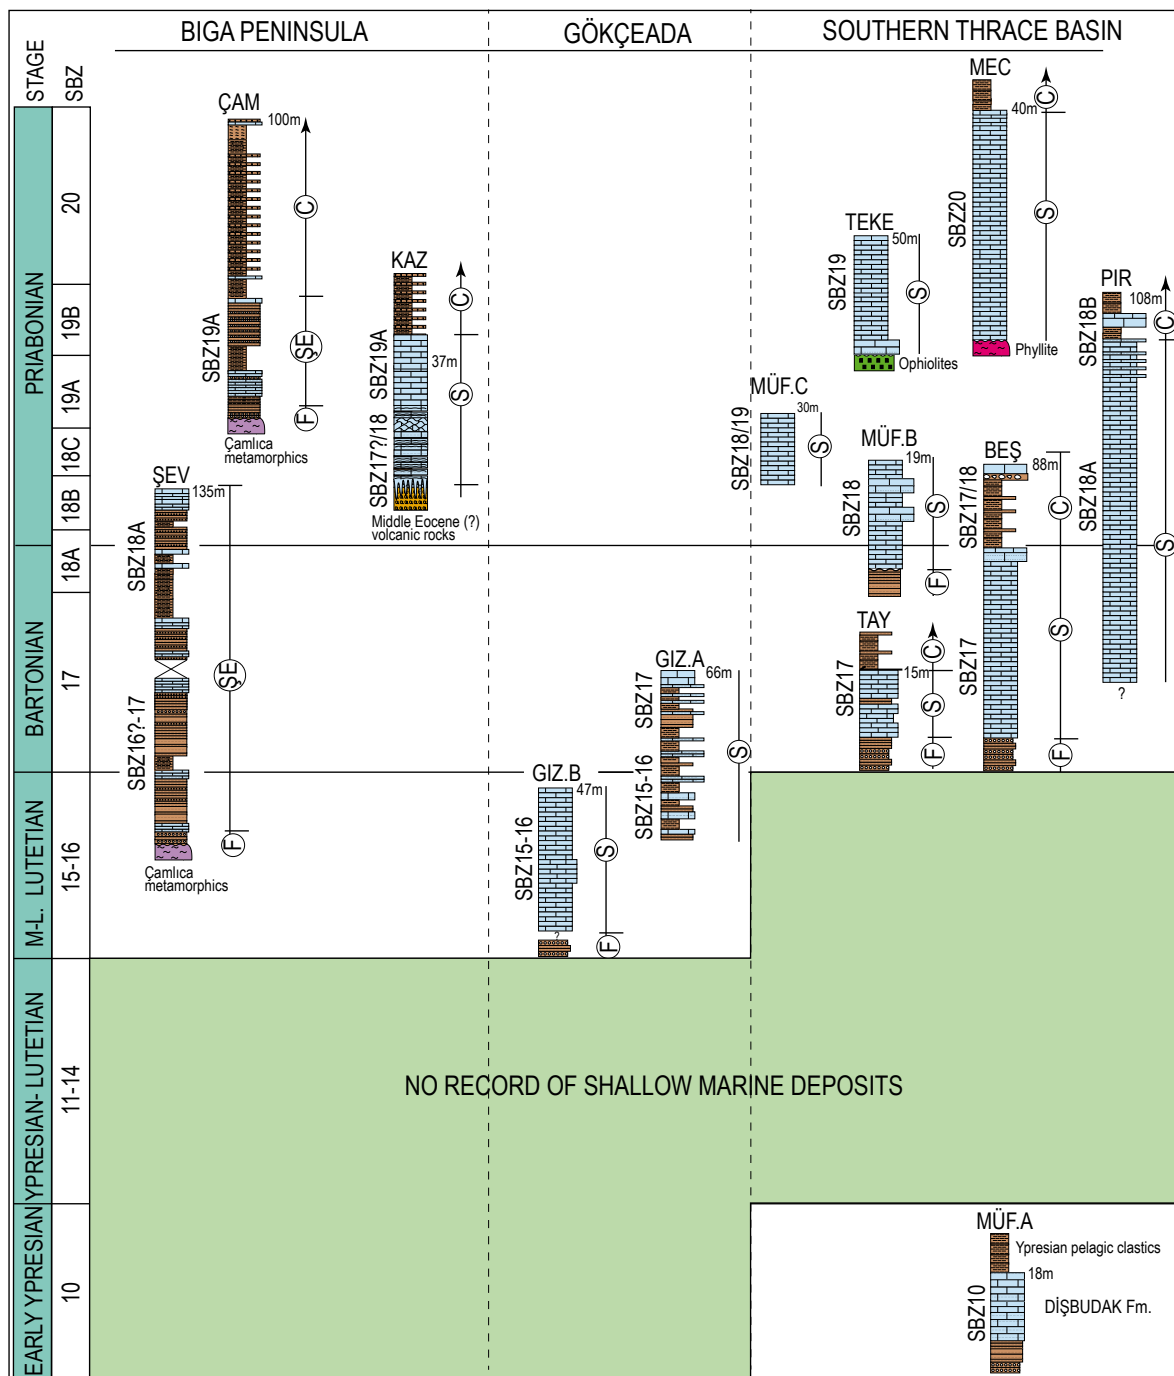 STAGE
SBZ
BIGA PENINSULA
GÖKÇEADA
SOUTHERN THRACE BASIN
PRIABONIAN
BARTONIAN
M-L. LUTETIAN
YPRESIAN- LUTETIAN
EARLY YPRESIAN
20
19B
19A
18C
18B
18A
17
15-16
11-14
10
ÇAM
100m
SBZ19A
C
ŞE
F
Çamlıca
metamorphics
KAZ
37m
SBZ19A
SBZ17?/18
C
S
Middle Eocene (?)
volcanic rocks
ŞEV
135m
SBZ18A
SBZ16?-17
ŞE
F
Çamlıca
metamorphics
GIZ.B
47m
SBZ15-16
S
?
F
GIZ.A
66m
SBZ17
SBZ15-16
S
MEC
40m
SBZ20
C
S
Phyllite
TEKE
50m
SBZ19
S
Ophiolites
PIR
108m
SBZ18B
SBZ18A
C
S
?
MÜF.C
30m
SBZ18/19
S
MÜF.B
19m
SBZ18
S
F
BEŞ
88m
SBZ17/18
SBZ17
C
S
F
TAY
15m
SBZ17
C
S
F
NO RECORD OF SHALLOW MARINE DEPOSITS
MÜF.A
Ypresian pelagic clastics
18m
SBZ10
DİŞBUDAK Fm.